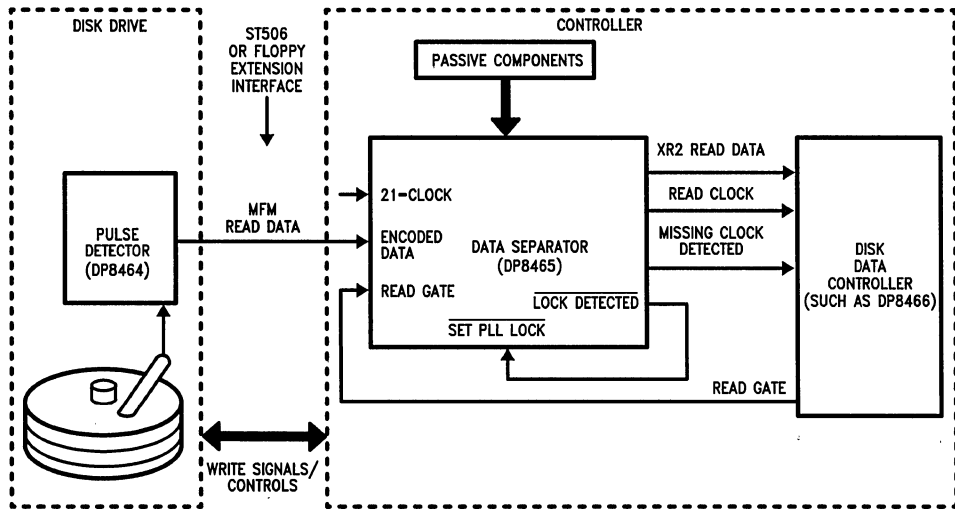 DISK DRIVE
ST506
OR FLOPPY
EXTENSION
INTERFACE
CONTROLLER
PASSIVE COMPONENTS
PULSE
DETECTOR
(DP8464)
MFM
READ DATA
21-CLOCK
ENCODED
DATA
READ GATE
DATA SEPARATOR
(DP8465)
LOCK DETECTED
SET PLL LOCK
XR2 READ DATA
READ CLOCK
MISSING CLOCK
DETECTED
DISK
DATA
CONTROLLER
(SUCH AS DP8466)
READ GATE
WRITE SIGNALS/
CONTROLS